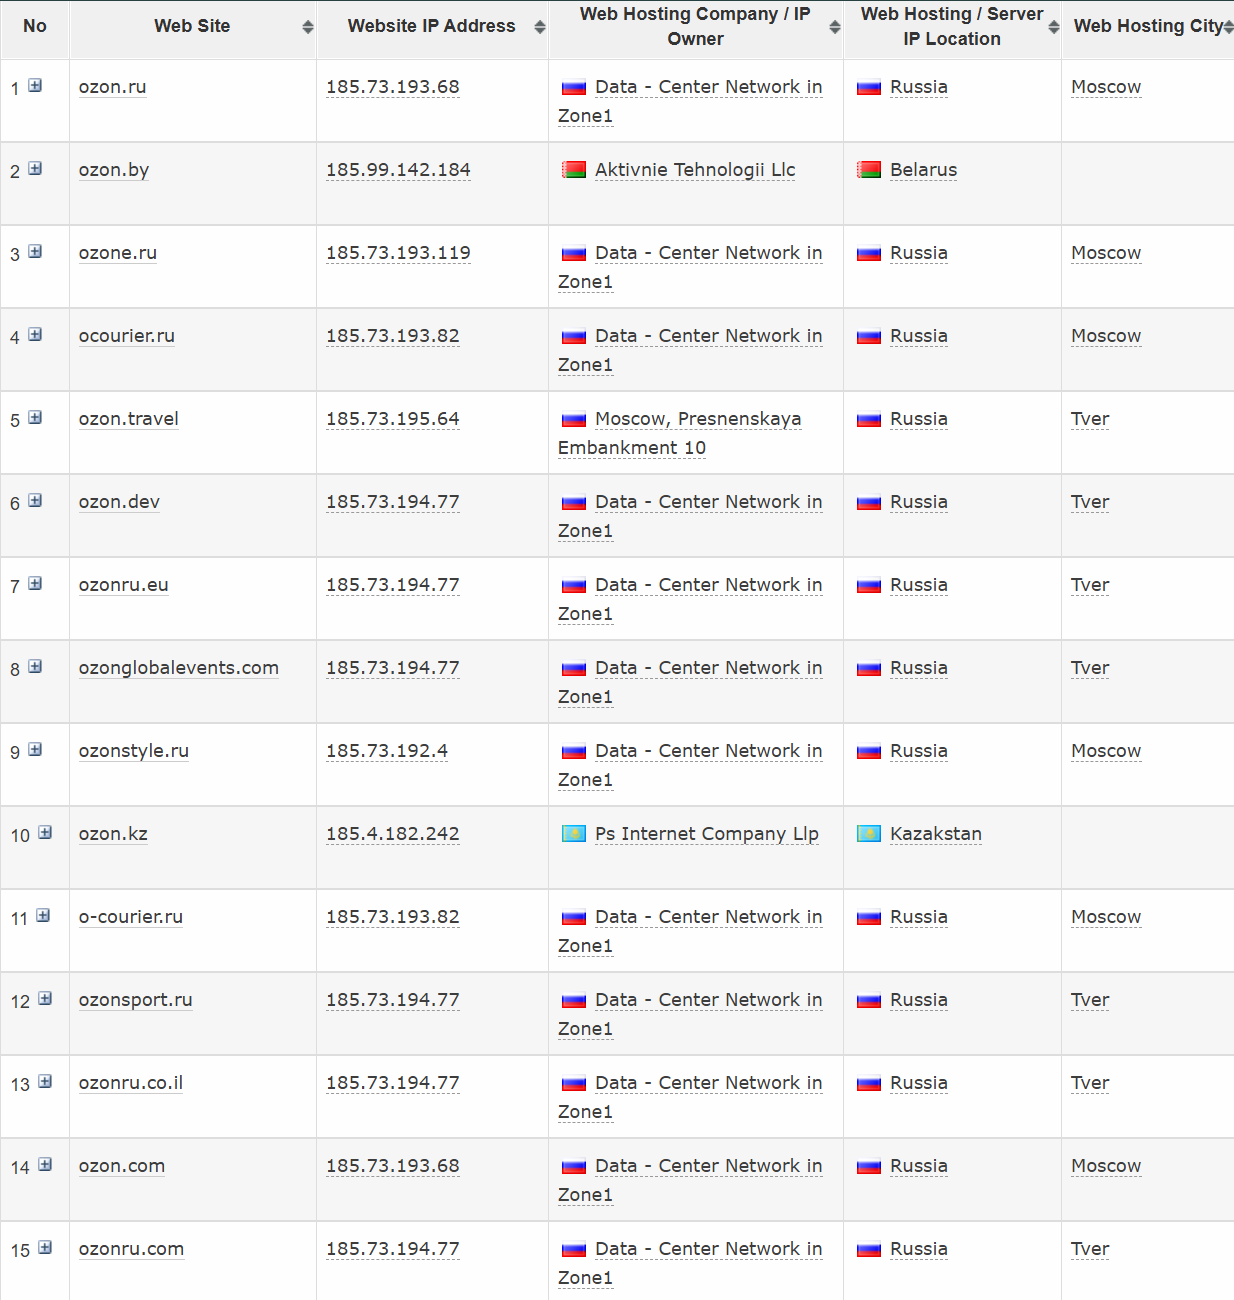 No Web Site Website IP Address Web Hosting Company / IP Owner Web Hosting / Server IP Location Web Hosting City
1 ozon.ru 185.73.193.68 Data - Center Network in Russia Moscow
Zone1
2 ozon.by 185.99.142.184 Aktivnie Tehnologii Llc Belarus
3 ozone.ru 185.73.193.119 Data - Center Network in Russia Moscow
Zone1
4 ocourier.ru 185.73.193.82 Data - Center Network in Russia Moscow
Zone1
5 ozon.travel 185.73.195.64 Moscow, Presnenskaya Russia Tver
Embankment 10
6 ozon.dev 185.73.194.77 Data - Center Network in Russia Tver
Zone1
7 ozonru.eu 185.73.194.77 Data - Center Network in Russia Tver
Zone1
8 ozonglobalevents.com 185.73.194.77 Data - Center Network in Russia Tver
Zone1
9 ozonstyle.ru 185.73.192.4 Data - Center Network in Russia Moscow
Zone1
10 ozon.kz 185.4.182.242 Ps Internet Company Llp Kazakstan
11 o-courier.ru 185.73.193.82 Data - Center Network in Russia Moscow
Zone1
12 ozonsport.ru 185.73.194.77 Data - Center Network in Russia Tver
Zone1
13 ozonru.co.il 185.73.194.77 Data - Center Network in Russia Tver
Zone1
14 ozon.com 185.73.193.68 Data - Center Network in Russia Moscow
Zone1
15 ozonru.com 185.73.194.77 Data - Center Network in Russia Tver
Zone1